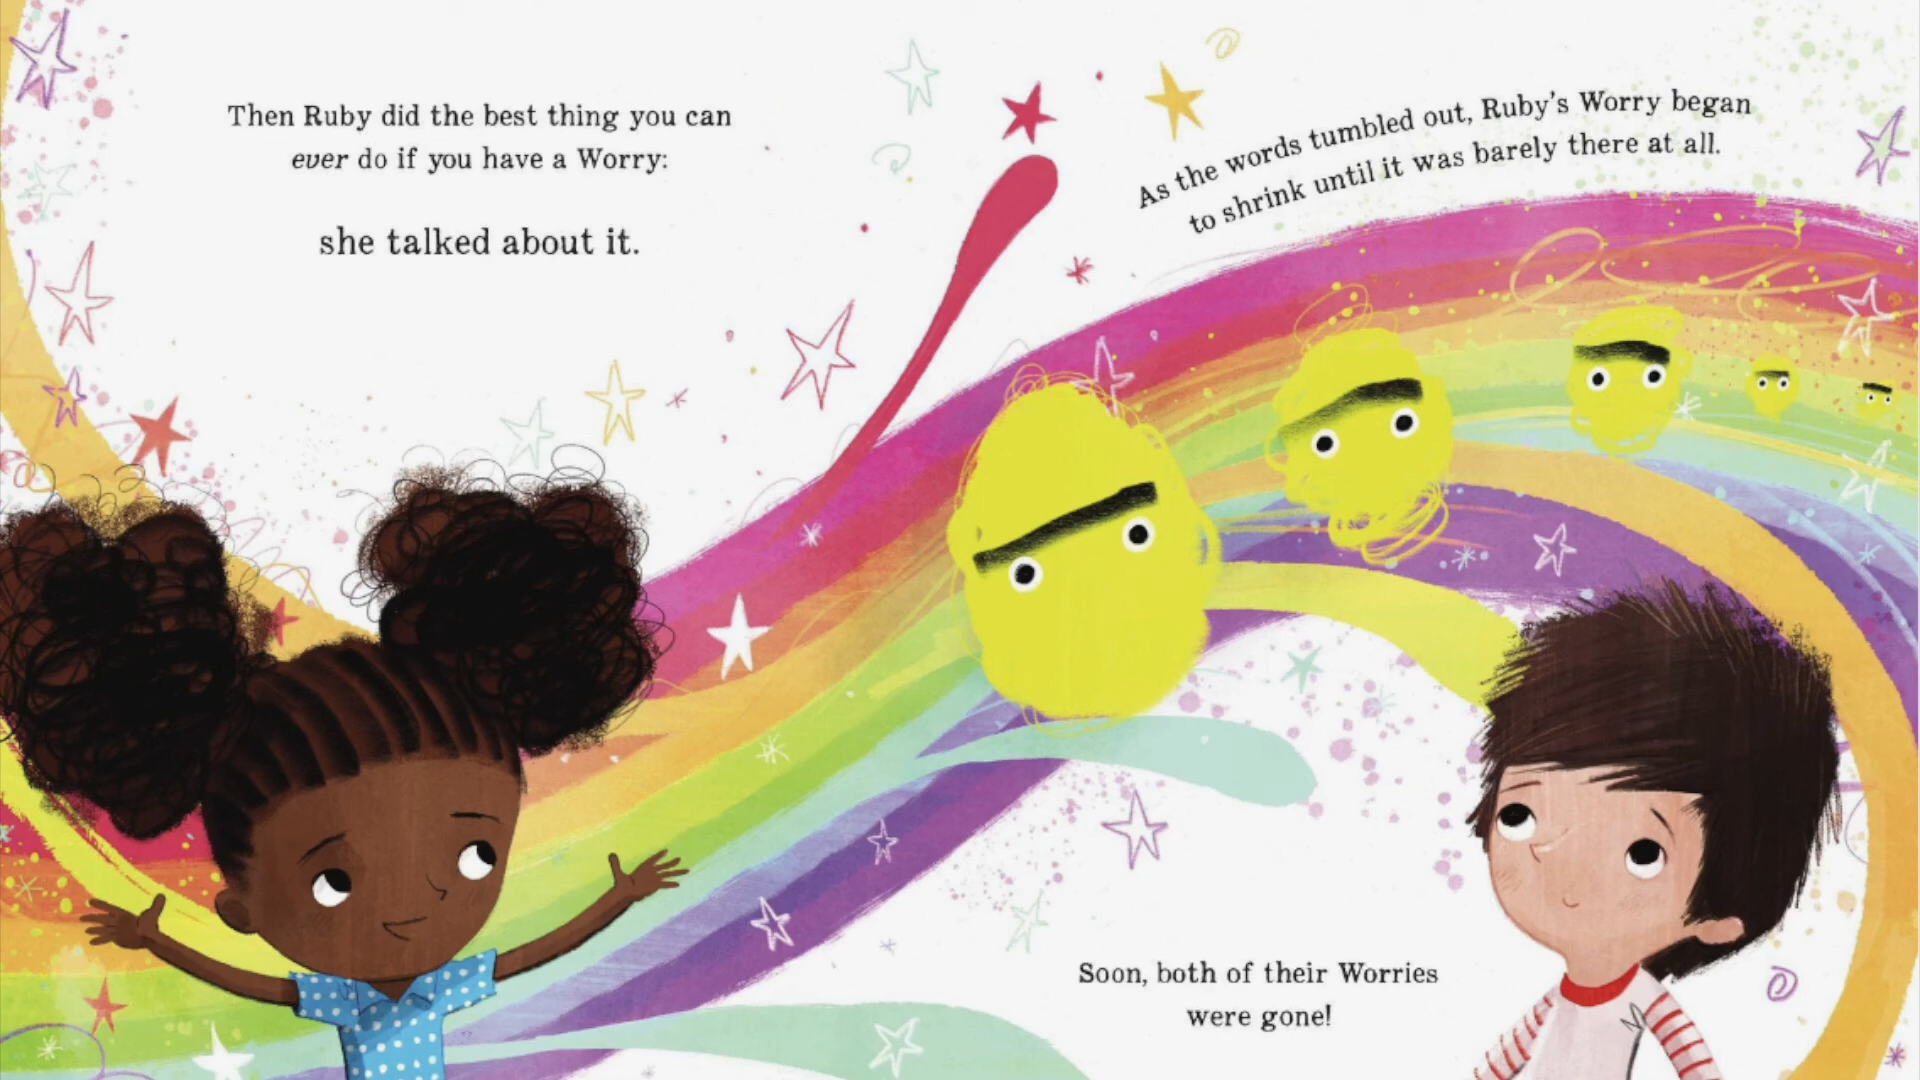 Then Ruby did the best thing you can
ever do if you have a Worry:
she talked about it.
As the words tumbled out, Ruby's Worry began
to shrink until it was barely there at all.
Soon, both of their Worries
were gone!